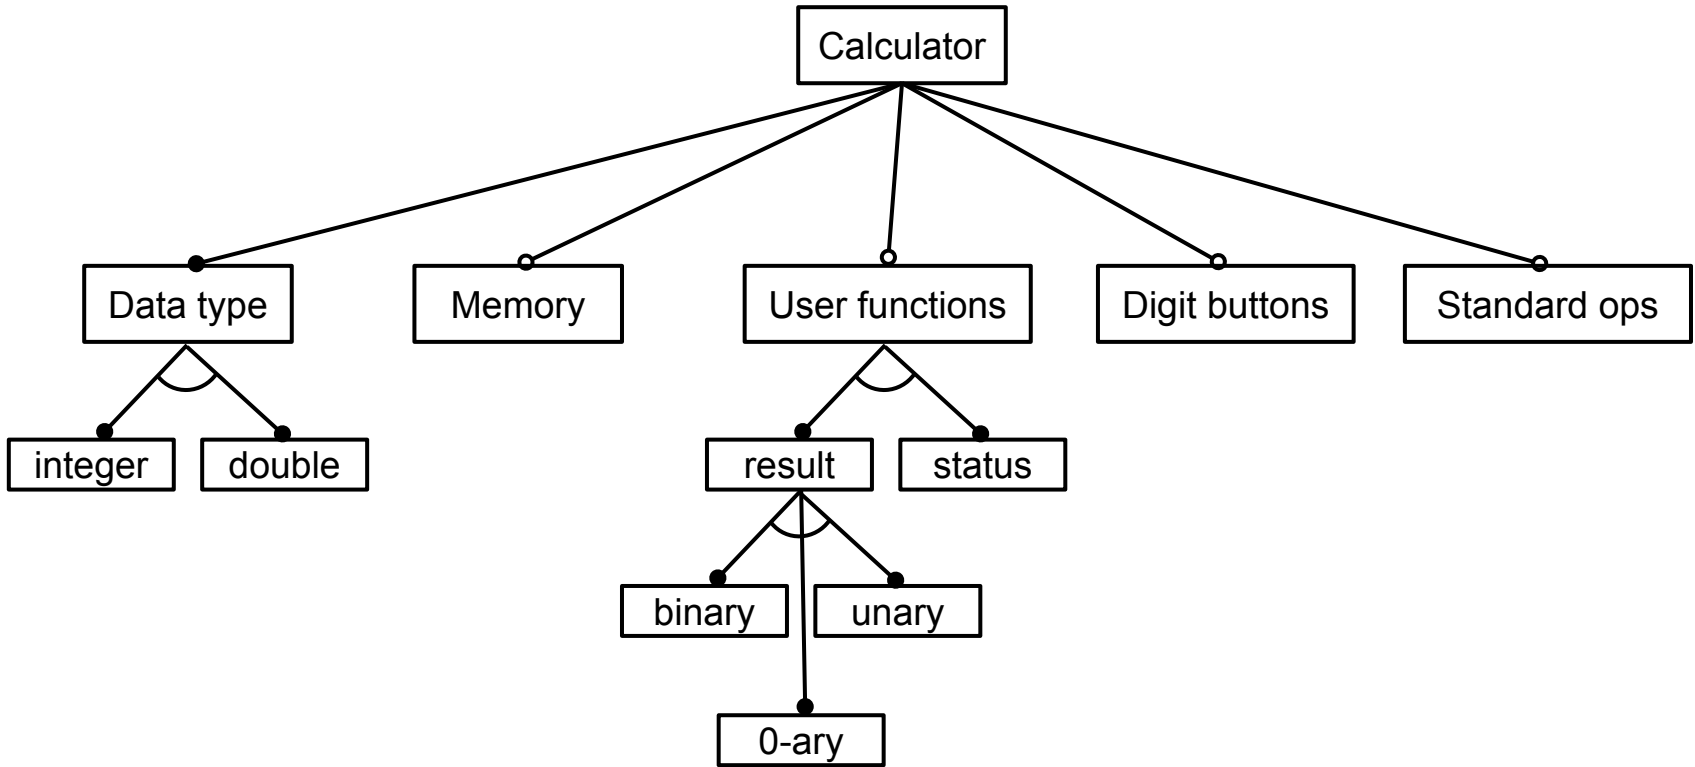 Calculator
Data type
Memory
User functions
Digit buttons
Standard ops
integer
double
result
status
binary
unary
0-ary